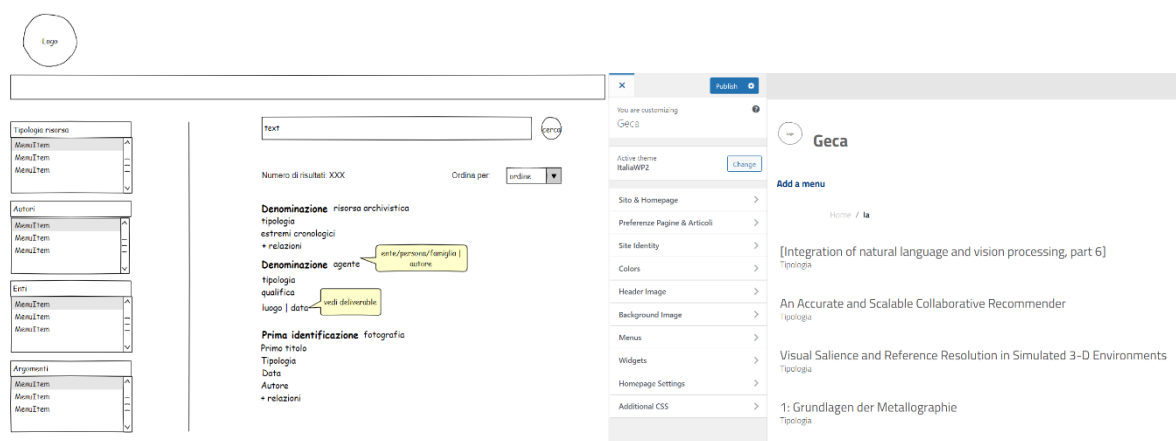 Logo
Tipologia risorsa
MenuItem
MenuItem
MenuItem
Autori
MenuItem
MenuItem
MenuItem
Enti
MenuItem
MenuItem
MenuItem
Argomenti
MenuItem
MenuItem
MenuItem
text
cerca
Numero di risultati: XXX
Ordina per:
ordine
Denominazione risorsa archivistica
tipologia
estremi cronologici
+ relazioni
Denominazione agente
ente/persona/famiglia |
autore
tipologia
qualifica
luogo | data
vedi deliverable
Prima identificazione fotografia
Primo titolo
Tipologia
Data
Autore
+ relazioni
Publish
You are customizing
Geca
Active theme
ItaliaWP2
Change
Sito & Homepage
Preferenze Pagine & Articoli
Site Identity
Colors
Header Image
Background Image
Menus
Widgets
Homepage Settings
Additional CSS
Geca
Add a menu
Home / la
[Integration of natural language and vision processing, part 6]
Tipologia
An Accurate and Scalable Collaborative Recommender
Tipologia
Visual Salience and Reference Resolution in Simulated 3-D Environments
Tipologia
1: Grundlagen der Metallographie
Tipologia